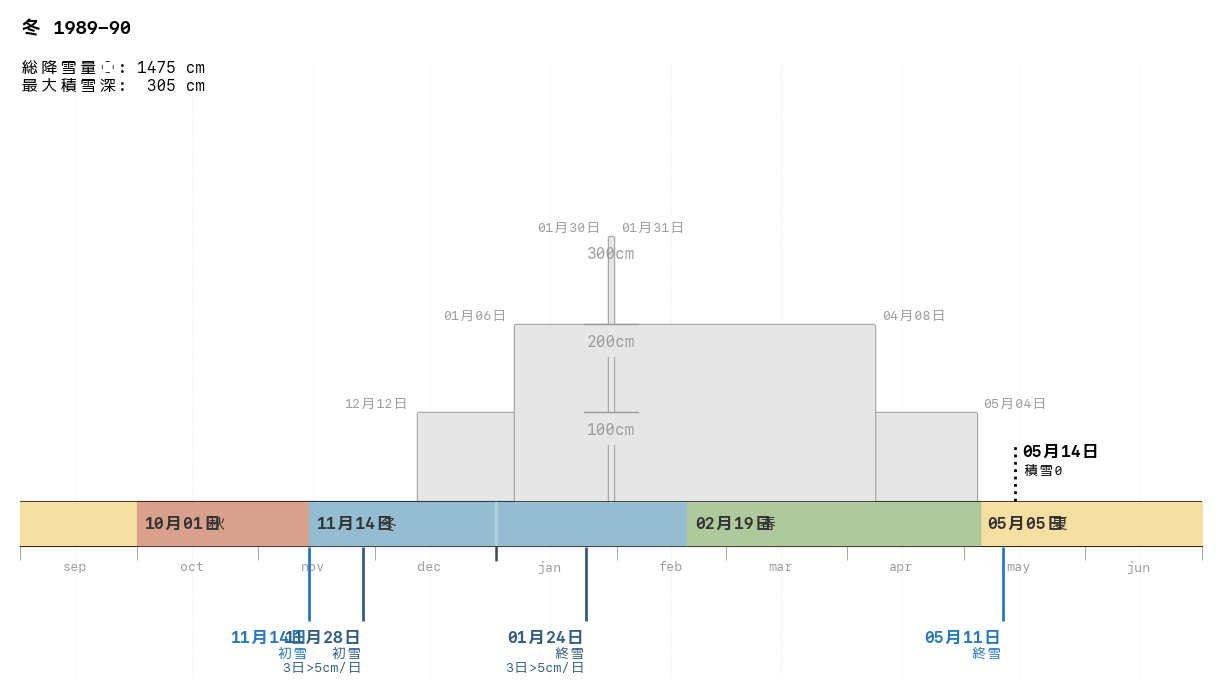 冬 1989-90
総降雪量: 1475 cm
最大積雪深: 305 cm
01月30日 01月31日
300cm
01月06日 04月08日
200cm
12月12日 05月04日
100cm
05月14日
積雪0
10月01日秋 11月14日冬 02月19日春 05月05日夏
sep oct nov dec jan feb mar apr may jun
11月14日 11月28日 01月24日 05月11日
初雪 初雪 終雪 終雪
3日>5cm/日 3日>5cm/日